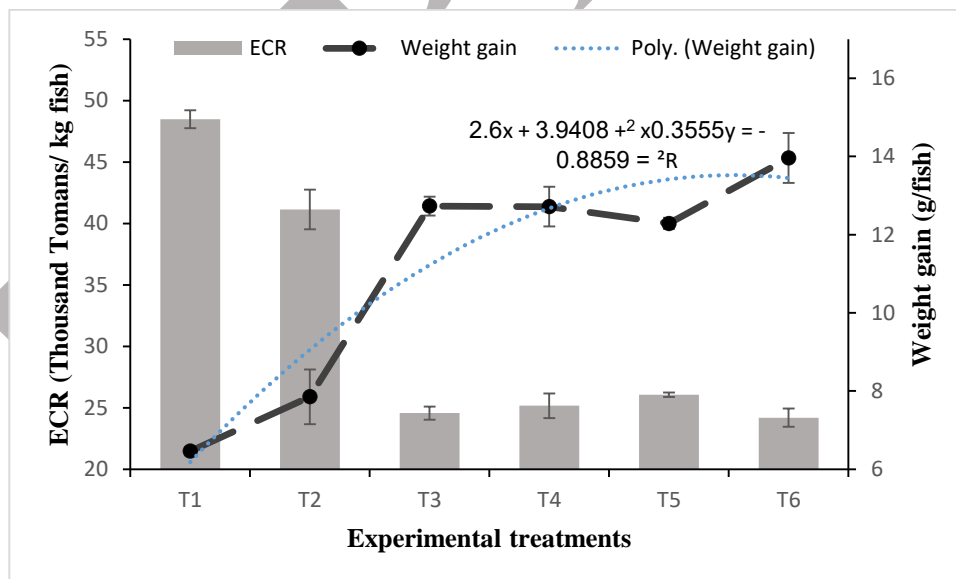 ECR Weight gain Poly. (Weight gain)
2.6x + 3.9408 +² x0.3555y = -
0.8859 = ²R
ECR (Thousand Tomans/ kg fish)
55
50
45
40
35
30
25
20
16
14
12
10
8
6
Weight gain (g/fish)
T1 T2 T3 T4 T5 T6
Experimental treatments